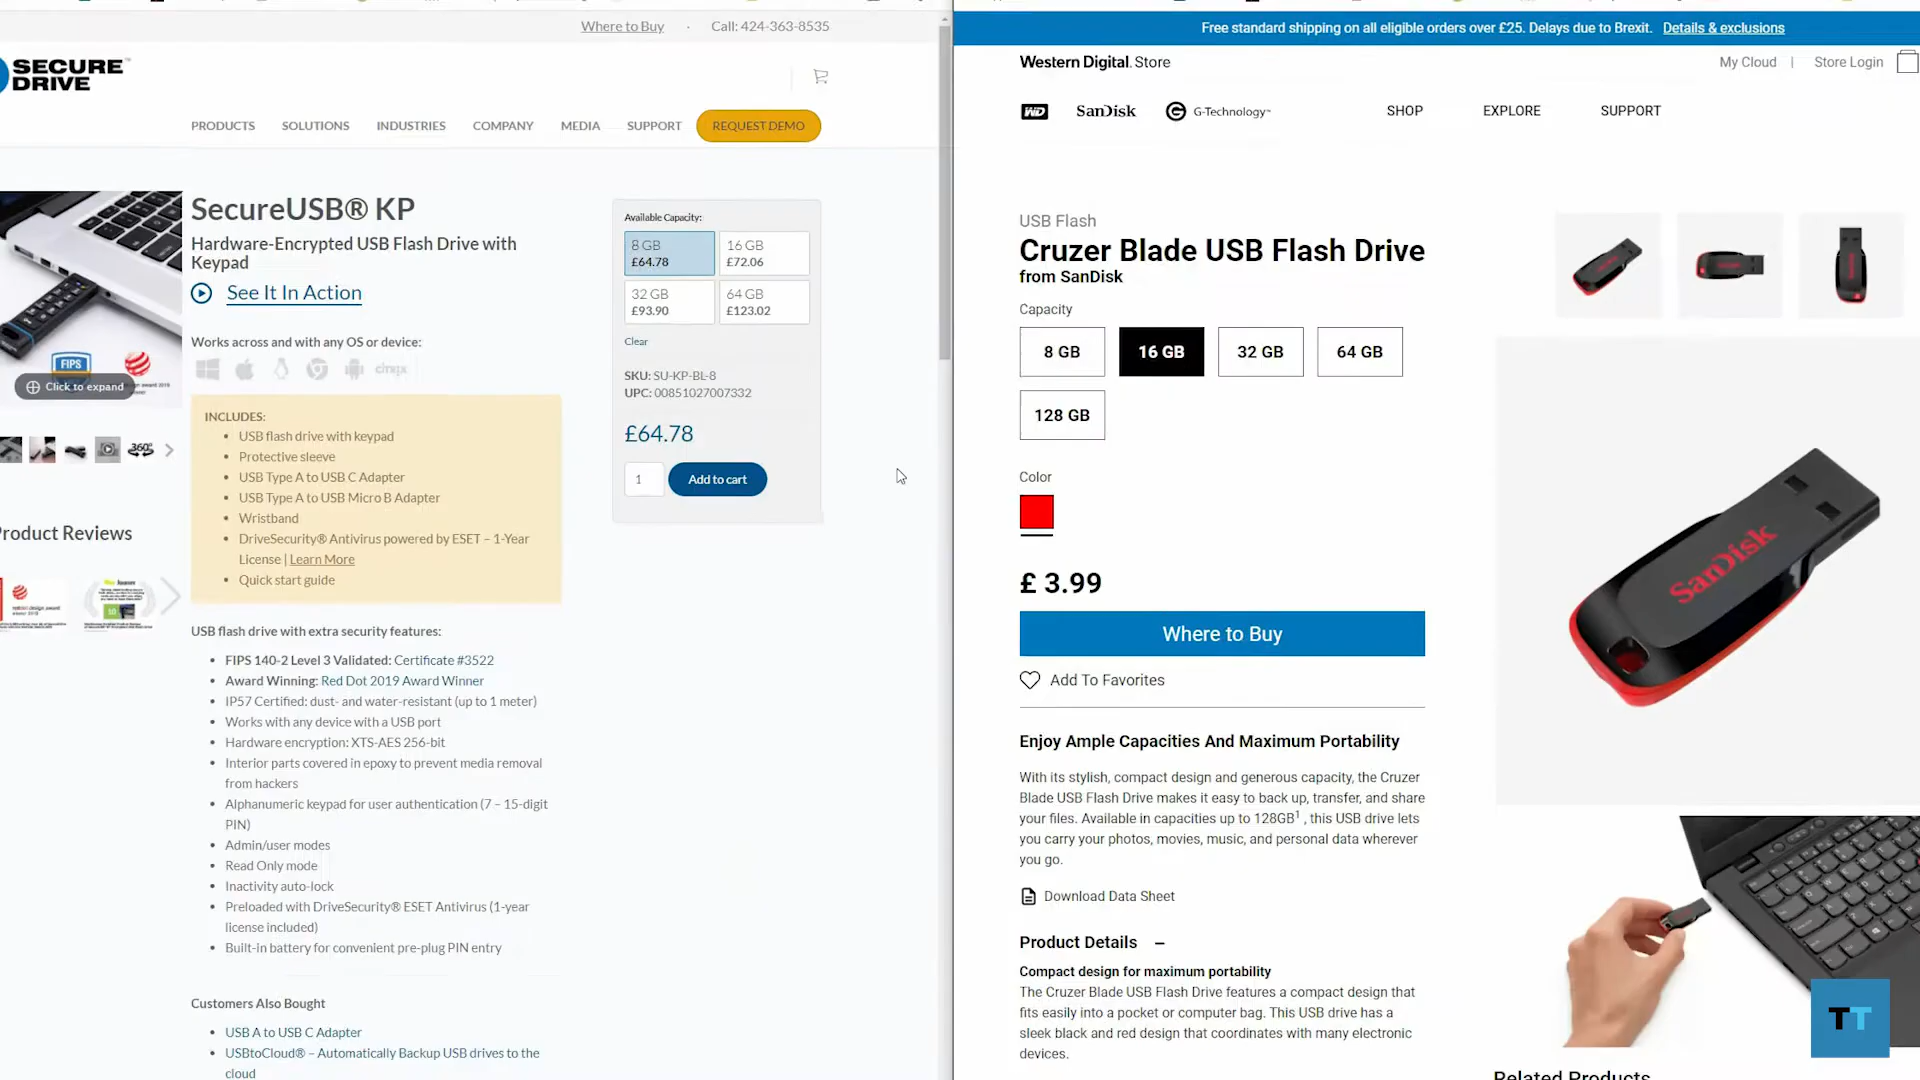 Where to Buy · Call: 424-363-8535
SECURE
DRIVE™
PRODUCTS SOLUTIONS INDUSTRIES COMPANY MEDIA SUPPORT REQUEST DEMO
SecureUSB® KP
Hardware-Encrypted USB Flash Drive with
Keypad
See It In Action
Works across and with any OS or device:
citrix
FIPS
Click to expand
360°
INCLUDES:
• USB flash drive with keypad
• Protective sleeve
• USB Type A to USB C Adapter
• USB Type A to USB Micro B Adapter
• Wristband
• DriveSecurity® Antivirus powered by ESET – 1-Year
License | Learn More
• Quick start guide
roduct Reviews
USB flash drive with extra security features:
• FIPS 140-2 Level 3 Validated: Certificate #3522
• Award Winning: Red Dot 2019 Award Winner
• IP57 Certified: dust- and water-resistant (up to 1 meter)
• Works with any device with a USB port
• Hardware encryption: XTS-AES 256-bit
• Interior parts covered in epoxy to prevent media removal
from hackers
• Alphanumeric keypad for user authentication (7 – 15-digit
PIN)
• Admin/user modes
• Read Only mode
• Inactivity auto-lock
• Preloaded with DriveSecurity® ESET Antivirus (1-year
license included)
• Built-in battery for convenient pre-plug PIN entry
Customers Also Bought
• USB A to USB C Adapter
• USBtoCloud® – Automatically Backup USB drives to the
cloud
Available Capacity:
8 GB
£64.78
16 GB
£72.06
32 GB
£93.90
64 GB
£123.02
Clear
SKU: SU-KP-BL-8
UPC: 00851027007332
£64.78
1 Add to cart
Free standard shipping on all eligible orders over £25. Delays due to Brexit. Details & exclusions
Western Digital. Store
My Cloud | Store Login
WD SanDisk G-Technology™ SHOP EXPLORE SUPPORT
USB Flash
Cruzer Blade USB Flash Drive
from SanDisk
Capacity
8 GB 16 GB 32 GB 64 GB
128 GB
Color
£ 3.99
Where to Buy
Add To Favorites
Enjoy Ample Capacities And Maximum Portability
With its stylish, compact design and generous capacity, the Cruzer
Blade USB Flash Drive makes it easy to back up, transfer, and share
your files. Available in capacities up to 128GB1 , this USB drive lets
you carry your photos, movies, music, and personal data wherever
you go.
Download Data Sheet
Product Details –
Compact design for maximum portability
The Cruzer Blade USB Flash Drive features a compact design that
fits easily into a pocket or computer bag. This USB drive has a
sleek black and red design that coordinates with many electronic
devices.
SanDisk
TT
Related Products